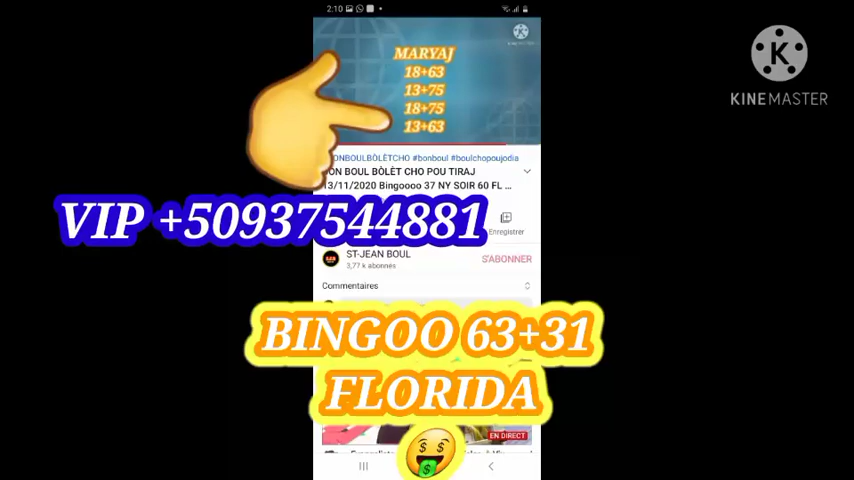 2:10
MARYAJ
18+63
13+75
18+75
13+63
KINEMASTER
ONBOULBÒLÈTCHO #bonboul #boulchopoujodia
ON BOUL BÒLÈT CHO POU TIRAJ
13/11/2020 Bingoooo 37 NY SOIR 60 FL ...
VIP +50937544881
Enregistrer
ST-JEAN BOUL
3,77 k abonnés
S'ABONNER
Commentaires
BINGOO 63+31
FLORIDA
EN DIRECT